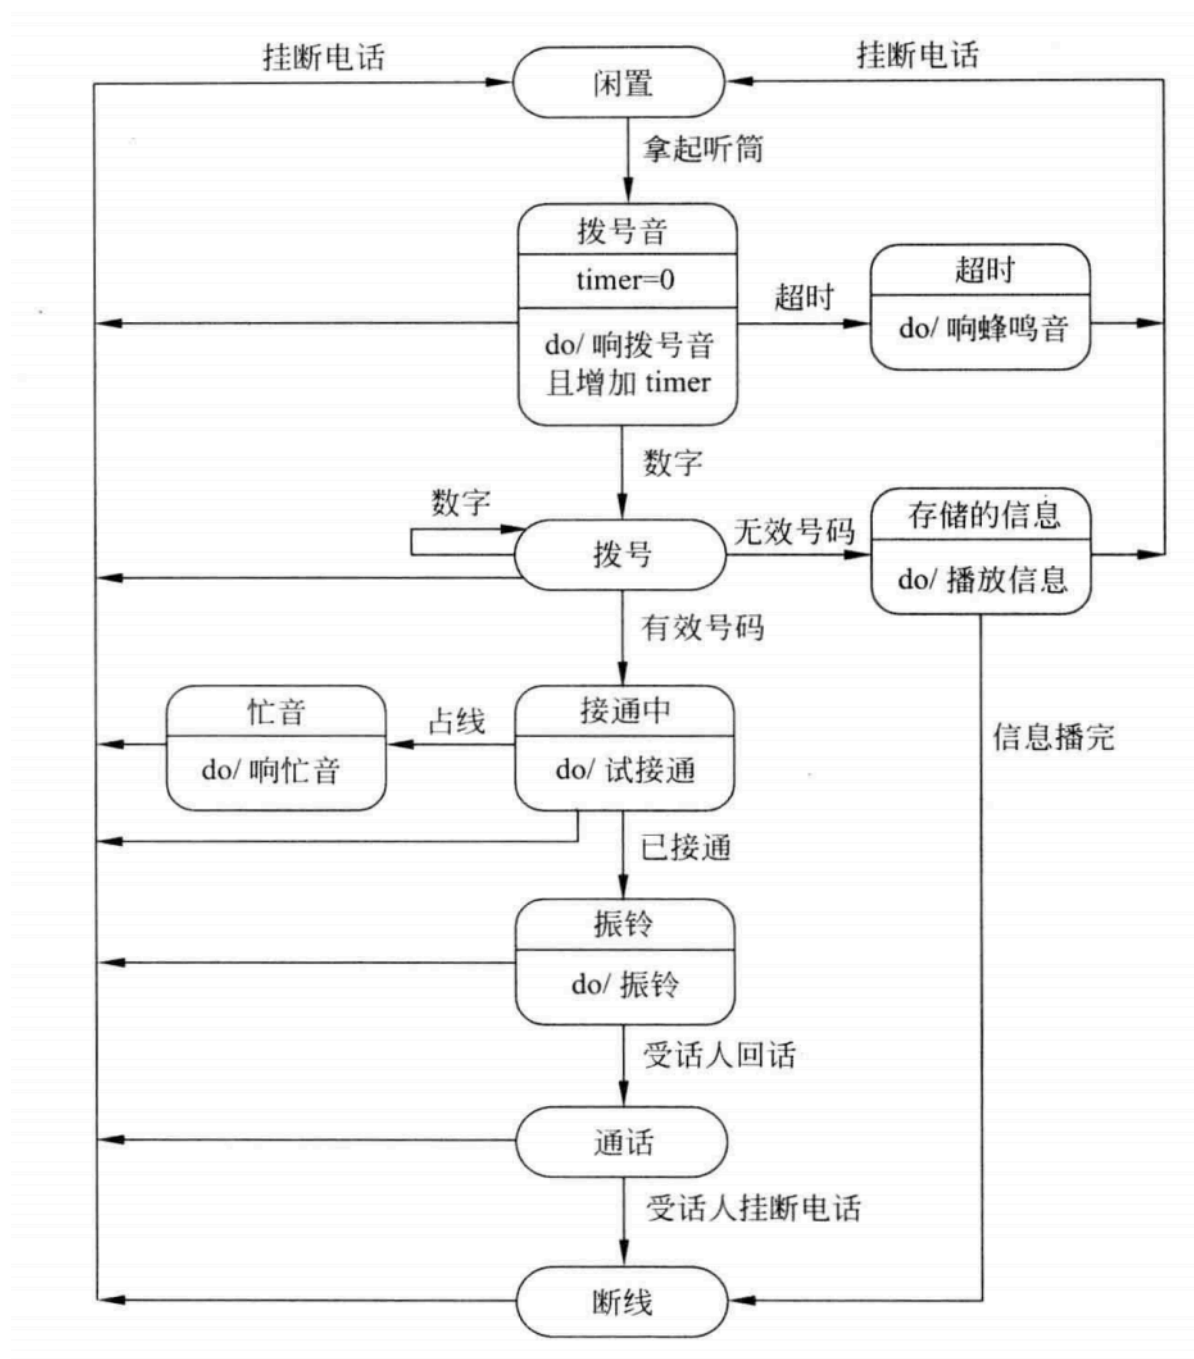 挂断电话
挂断电话
闲置
拿起听筒
拨号音
timer=0
do/ 响拨号音
且增加 timer
超时
超时
do/ 响蜂鸣音
数字
数字
拨号
无效号码
存储的信息
do/ 播放信息
有效号码
忙音
do/ 响忙音
占线
接通中
do/ 试接通
信息播完
已接通
振铃
do/ 振铃
受话人回话
通话
受话人挂断电话
断线